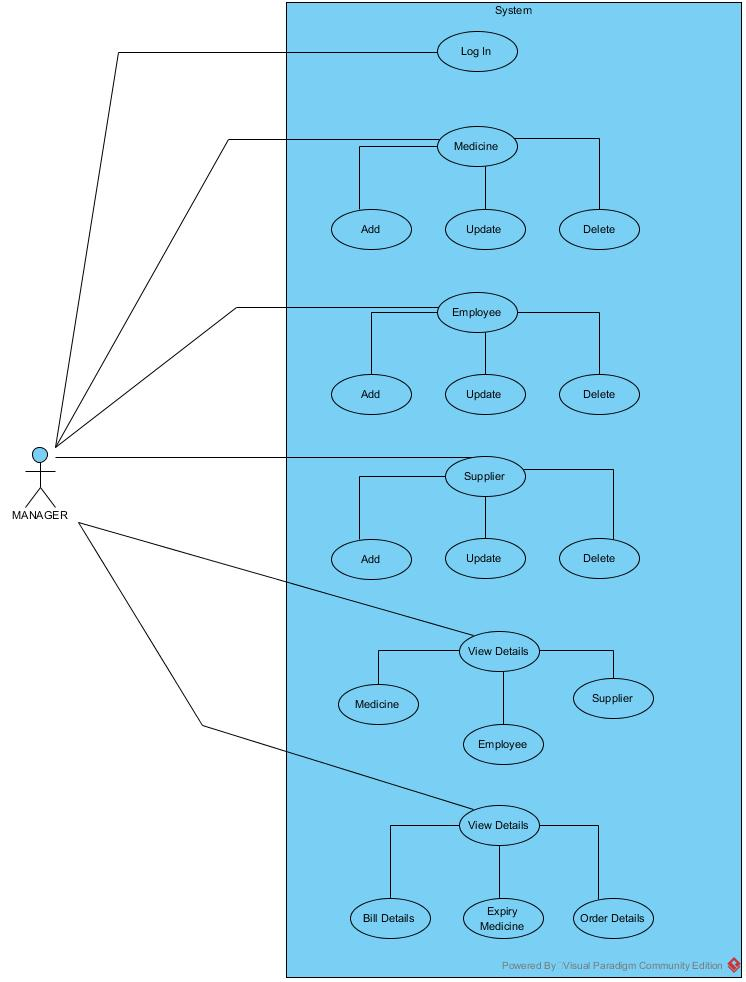 System
Log In
Medicine
Add
Update
Delete
Employee
Add
Update
Delete
MANAGER
Supplier
Add
Update
Delete
View Details
Medicine
Employee
Supplier
View Details
Bill Details
Expiry
Medicine
Order Details
Powered By Visual Paradigm Community Edition